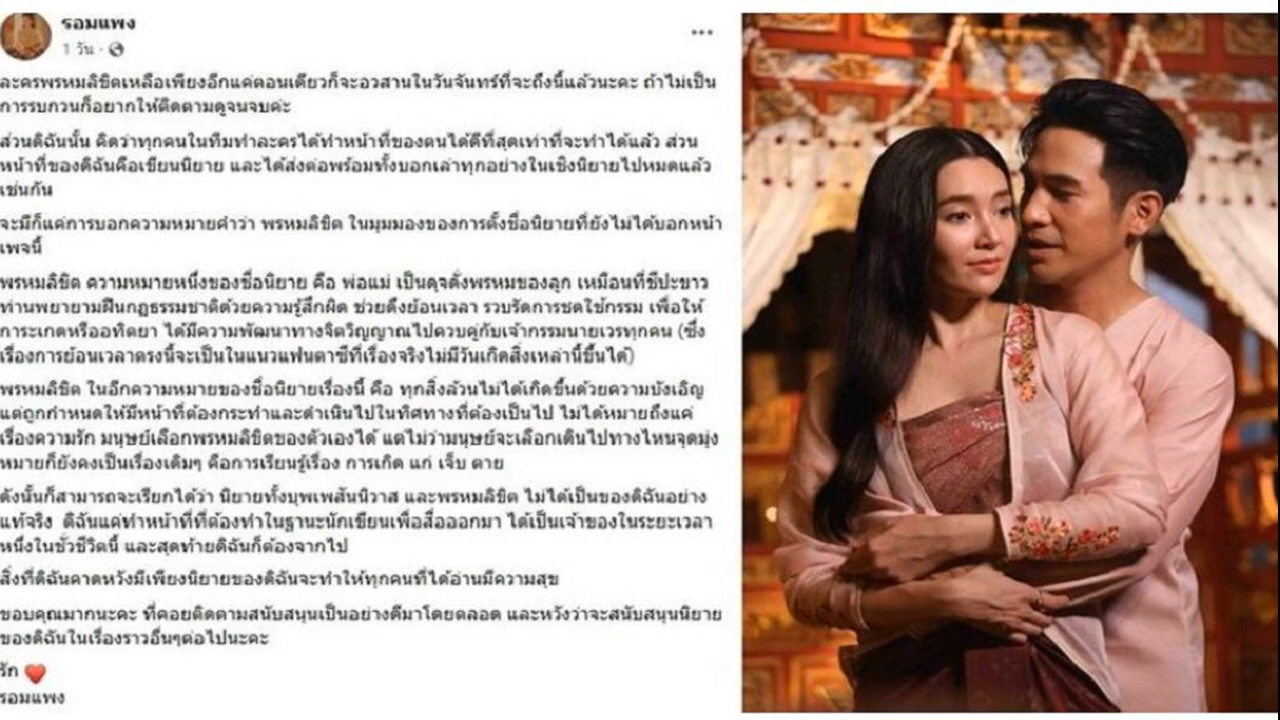 รอมแพง
1 วัน ·
ละครพรหมลิขิตเหลือเพียงอีกแค่ตอนเดียวก็จะอวสานในวันจันทร์ที่จะถึงนี้แล้วนะคะ ถ้าไม่เป็น
การรบกวนก็อยากให้ติดตามดูจนจบค่ะ
ส่วนดิฉันนั้น คิดว่าทุกคนในทีมทำละครได้ทำหน้าที่ของตนได้ดีที่สุดเท่าที่จะทำได้แล้ว ส่วน
หน้าที่ของดิฉันคือเขียนนิยาย และได้ส่งต่อพร้อมทั้งบอกเล่าทุกอย่างในเชิงนิยายไปหมดแล้ว
เช่นกัน
จะมีก็แค่การบอกความหมายคำว่า พรหมลิขิต ในมุมมองของการตั้งชื่อนิยายที่ยังไม่ได้บอกหน้า
เพจนี้
พรหมลิขิต ความหมายหนึ่งของชื่อนิยาย คือ พ่อแม่ เป็นดุจดั่งพรหมของลูก เหมือนที่ชีปะขาว
ท่านพยายามฝืนกฎธรรมชาติด้วยความรู้สึกผิด ช่วยดึงย้อนเวลา รวบรัดการชดใช้กรรม เพื่อให้
การะเกดหรืออทิตยา ได้มีความพัฒนาทางจิตวิญญาณไปควบคู่กับเจ้ากรรมนายเวรทุกคน (ซึ่ง
เรื่องการย้อนเวลาตรงนี้จะเป็นในแนวแฟนตาซีที่เรื่องจริงไม่มีวันเกิดสิ่งเหล่านี้ขึ้นได้)
พรหมลิขิต ในอีกความหมายของชื่อนิยายเรื่องนี้ คือ ทุกสิ่งล้วนไม่ได้เกิดขึ้นด้วยความบังเอิญ
แต่ถูกกำหนดให้มีหน้าที่ต้องกระทำและดำเนินไปในทิศทางที่ต้องเป็นไป ไม่ได้หมายถึงแค่
เรื่องความรัก มนุษย์เลือกพรหมลิขิตของตัวเองได้ แต่ไม่ว่ามนุษย์จะเลือกเดินไปทางไหนจุดมุ่ง
หมายก็ยังคงเป็นเรื่องเดิมๆ คือการเรียนรู้เรื่อง การเกิด แก่ เจ็บ ตาย
ดังนั้นก็สามารถจะเรียกได้ว่า นิยายทั้งบุพเพสันนิวาส และพรหมลิขิต ไม่ได้เป็นของดิฉันอย่าง
แท้จริง ดิฉันแค่ทำหน้าที่ที่ต้องทำในฐานะนักเขียนเพื่อสื่อออกมา ได้เป็นเจ้าของในระยะเวลา
หนึ่งในชั่วชีวิตนี้ และสุดท้ายดิฉันก็ต้องจากไป
สิ่งที่ดิฉันคาดหวังมีเพียงนิยายของดิฉันจะทำให้ทุกคนที่ได้อ่านมีความสุข
ขอบคุณมากนะคะ ที่คอยติดตามสนับสนุนเป็นอย่างดีมาโดยตลอด และหวังว่าจะสนับสนุนนิยาย
ของดิฉันในเรื่องราวอื่นๆต่อไปนะคะ
รัก ❤️
รอมแพง